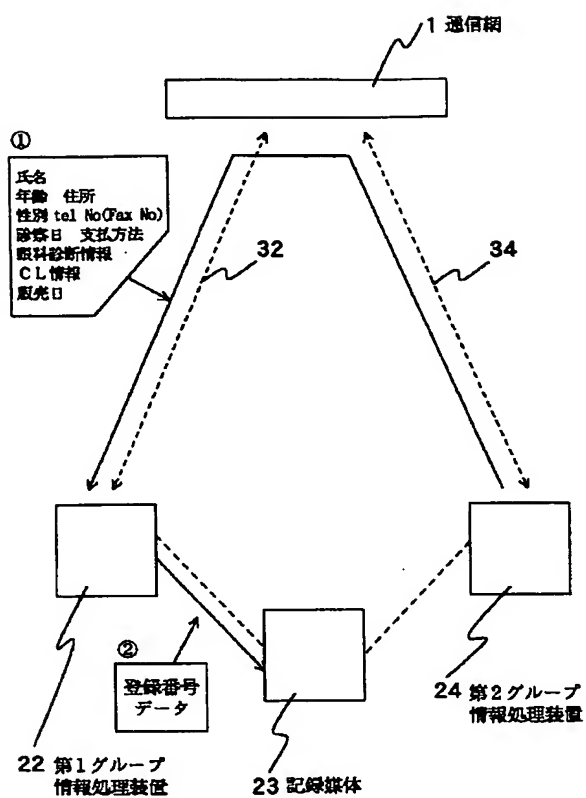 1 通信網
①
氏名
年齢 住所
性別 tel No(Fax No)
診察日 支払方法
眼科診断情報
CL情報
販売日
32
34
②
登録番号
データ
22 第1グループ
情報処理装置
23 記録媒体
24 第2グループ
情報処理装置